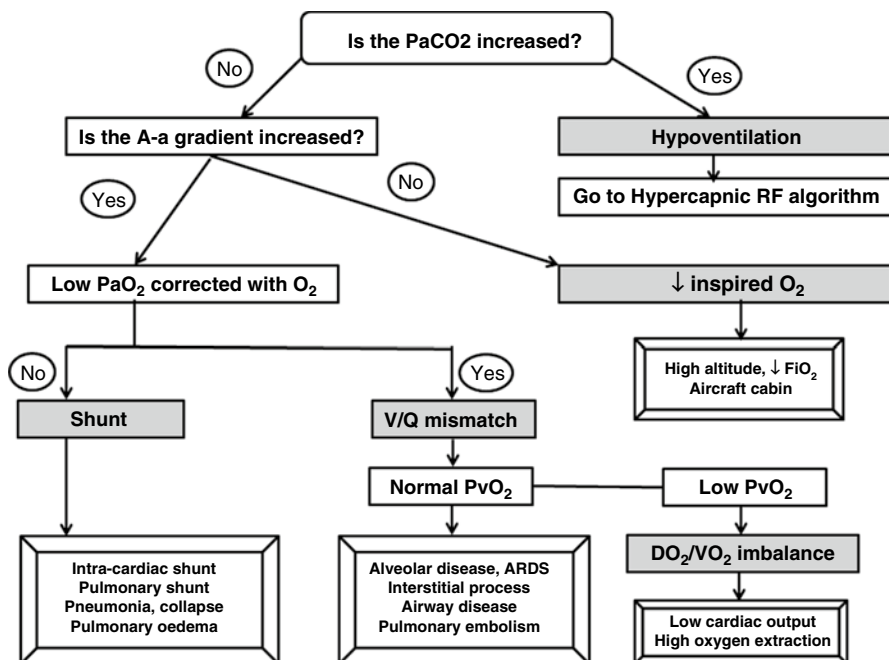 Is the PaCO2 increased?
No
Yes
Is the A-a gradient increased?
Hypoventilation
Yes
No
Go to Hypercapnic RF algorithm
Low PaO₂ corrected with O₂
↓ inspired O₂
No
Yes
High altitude, ↓ FiO₂
Aircraft cabin
Shunt
V/Q mismatch
Normal PvO₂
Low PvO₂
DO₂/VO₂ imbalance
Intra-cardiac shunt
Pulmonary shunt
Pneumonia, collapse
Pulmonary oedema
Alveolar disease, ARDS
Interstitial process
Airway disease
Pulmonary embolism
Low cardiac output
High oxygen extraction